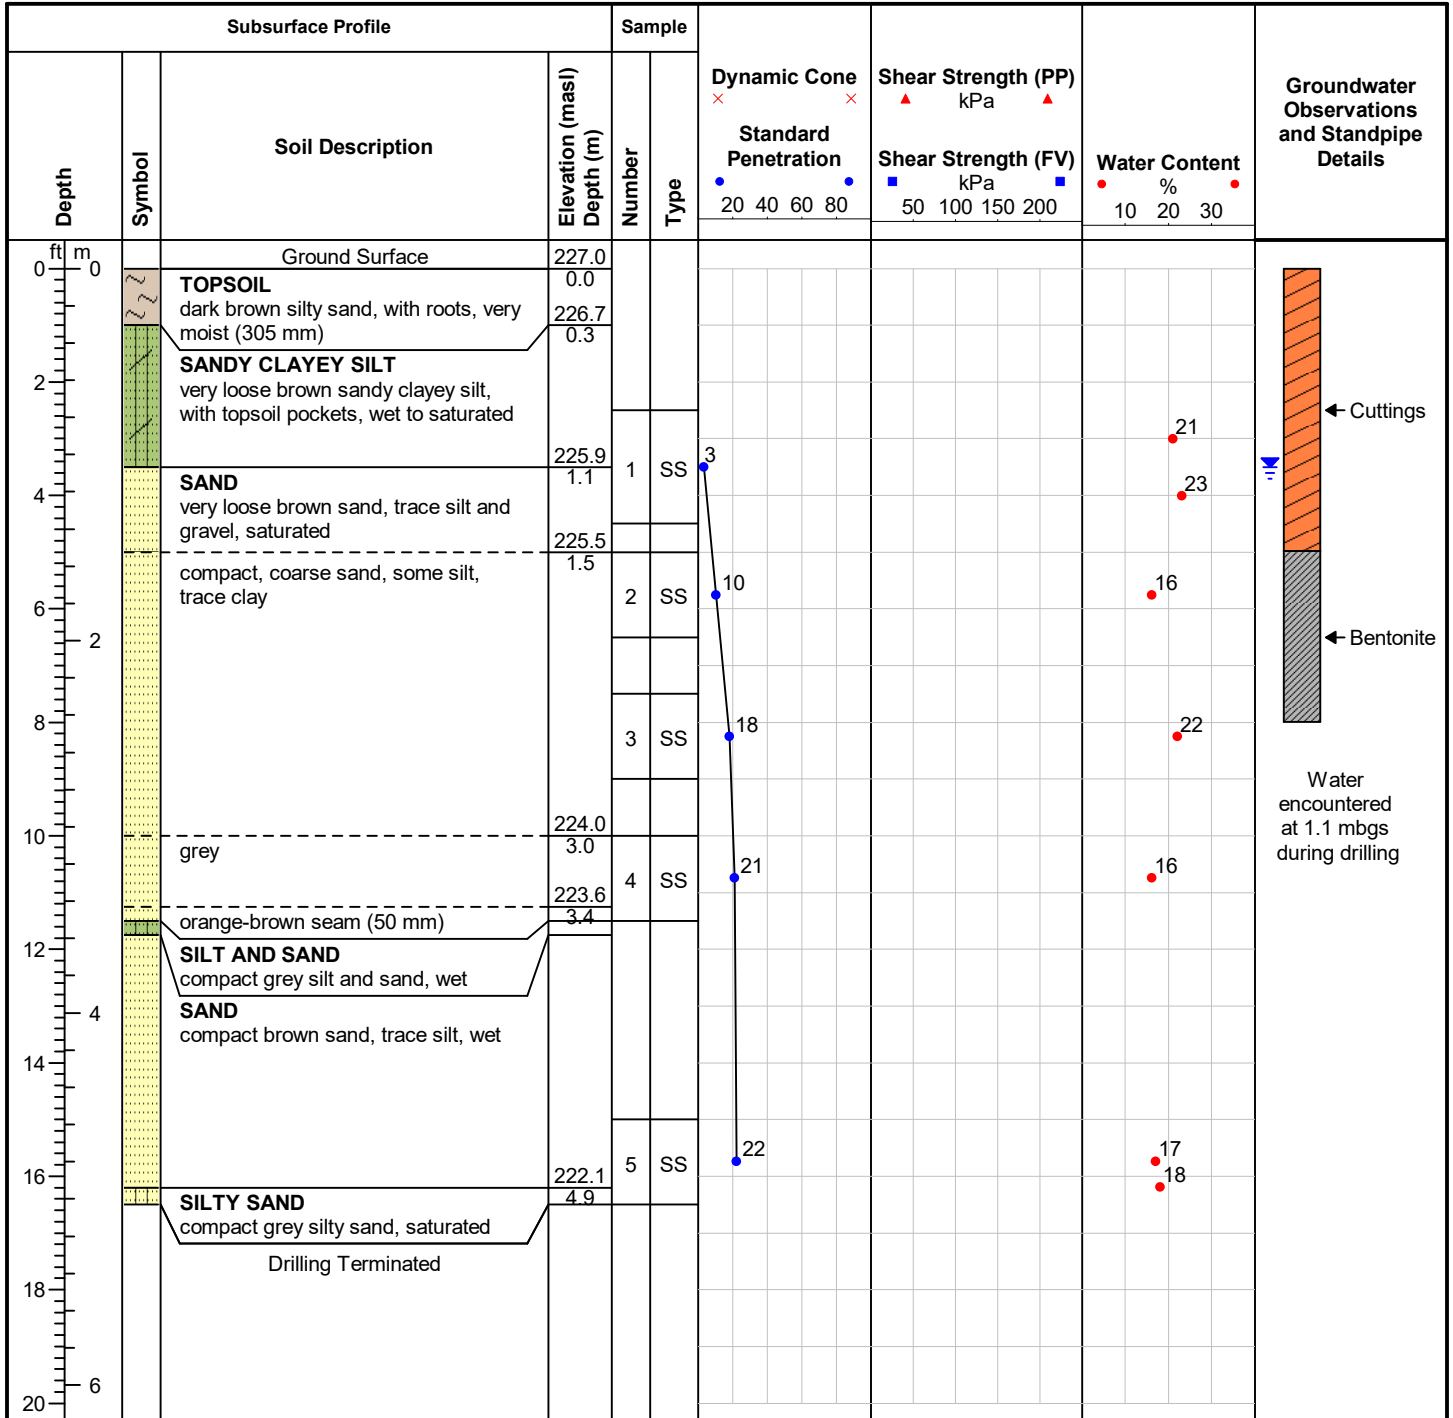 Subsurface Profile
Sample
Depth
Symbol
Soil Description
Elevation (masl)
Depth (m)
Number
Type
Dynamic Cone
Standard
Penetration
20 40 60 80
Shear Strength (PP)
kPa
Shear Strength (FV)
kPa
50 100 150 200
Water Content
%
10 20 30
Groundwater
Observations
and Standpipe
Details
ft m
0 0
2
4
6
2
8
10
12
4
14
16
18
6
20
Ground Surface
227.0
0.0
TOPSOIL
dark brown silty sand, with roots, very
moist (305 mm)
226.7
0.3
SANDY CLAYEY SILT
very loose brown sandy clayey silt,
with topsoil pockets, wet to saturated
225.9
1.1
SAND
very loose brown sand, trace silt and
gravel, saturated
225.5
1.5
compact, coarse sand, some silt,
trace clay
224.0
3.0
grey
223.6
3.4
orange-brown seam (50 mm)
SILT AND SAND
compact grey silt and sand, wet
SAND
compact brown sand, trace silt, wet
222.1
4.9
SILTY SAND
compact grey silty sand, saturated
Drilling Terminated
1 SS
2 SS
3 SS
4 SS
5 SS
3
10
18
21
22
21
23
16
22
16
17
18
Cuttings
Bentonite
Water
encountered
at 1.1 mbgs
during drilling